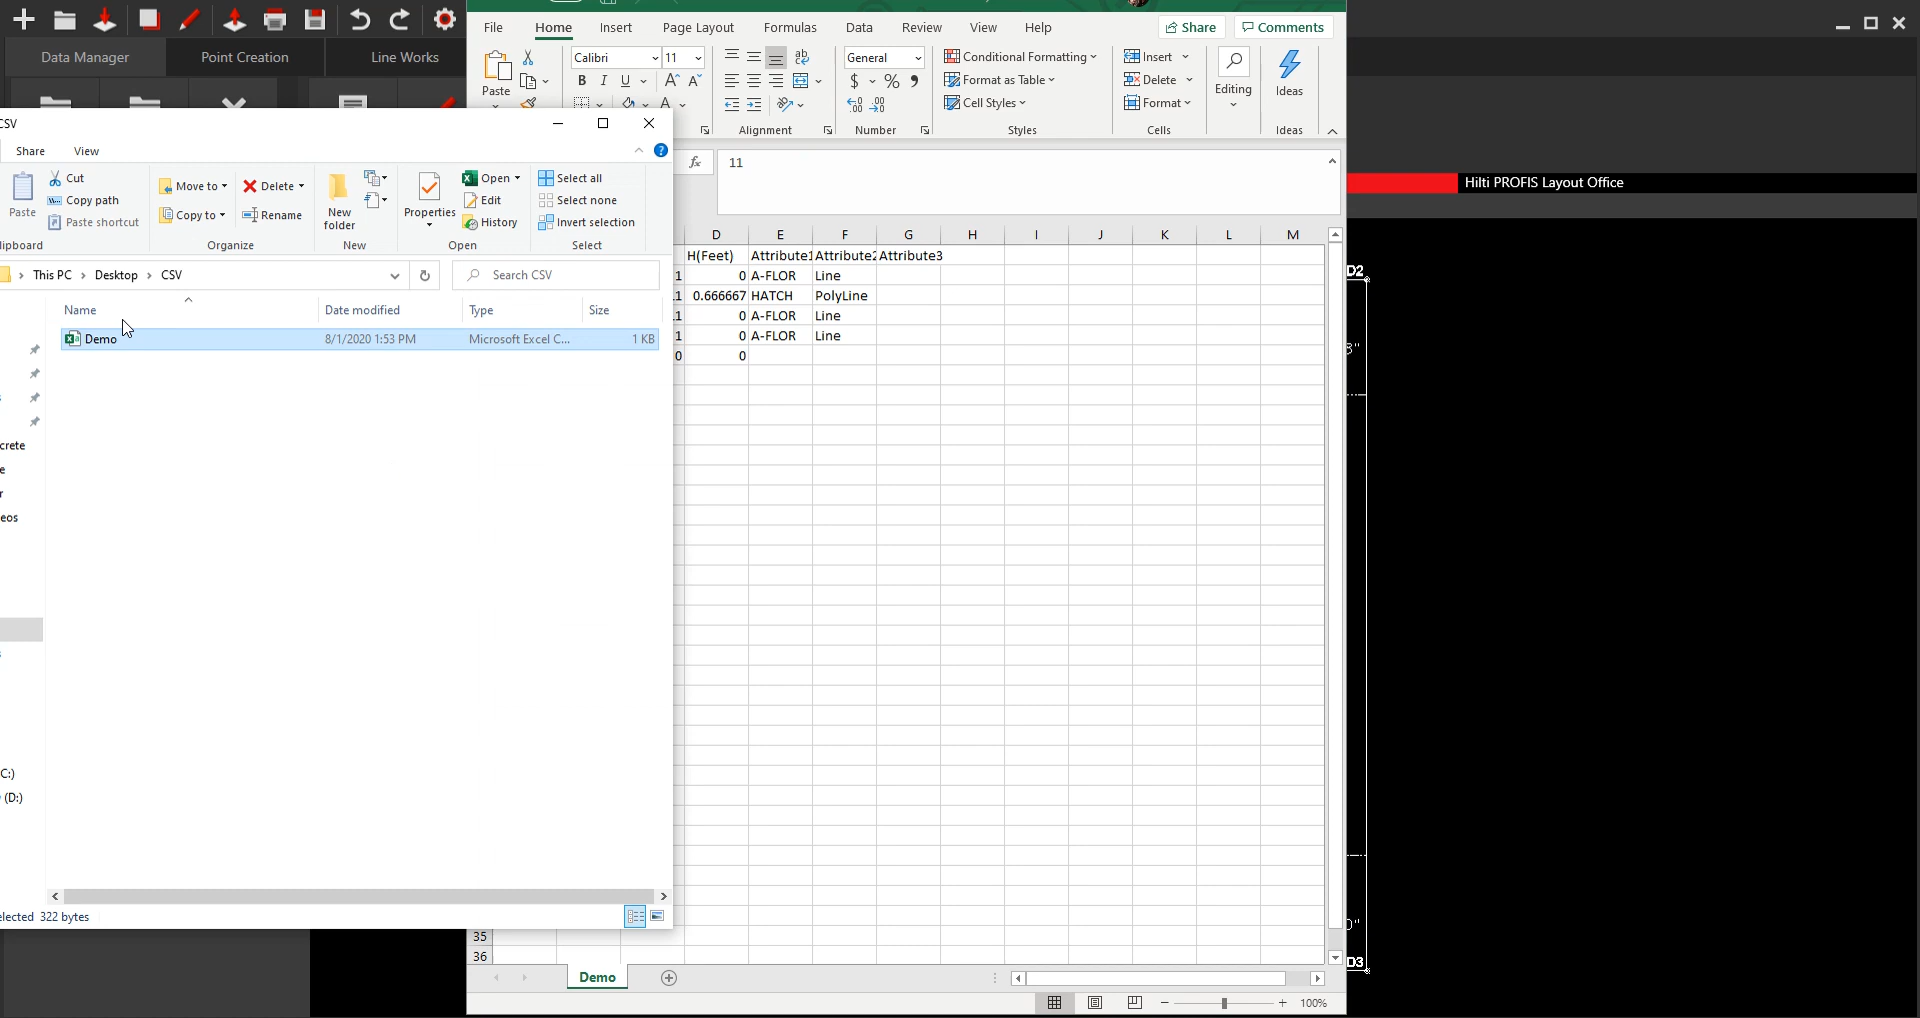 File Home Insert Page Layout Formulas Data Review View Help Share Comments
Data Manager Point Creation Line Works
Paste Calibri 11 B I U General $ % Conditional Formatting Format as Table Cell Styles Insert Delete Format Editing Ideas
Alignment Number Styles Cells Ideas
CSV
Share View
fx 11
Hilti PROFIS Layout Office
Paste Cut Copy path Paste shortcut Move to Copy to Delete Rename New folder Properties Open Edit History Select all Select none Invert selection
Organize New Open Select
This PC > Desktop > CSV Search CSV
D E F G H I J K L M
H(Feet) Attribute1 Attribute2 Attribute3
0 A-FLOR Line
0.666667 HATCH PolyLine
0 A-FLOR Line
0 A-FLOR Line
0 0
Name Date modified Type Size
Demo 8/1/2020 1:53 PM Microsoft Excel C... 1 KB
D2
crete
eos
C:)
(D:)
322 bytes
35
36
D3
Demo
100%